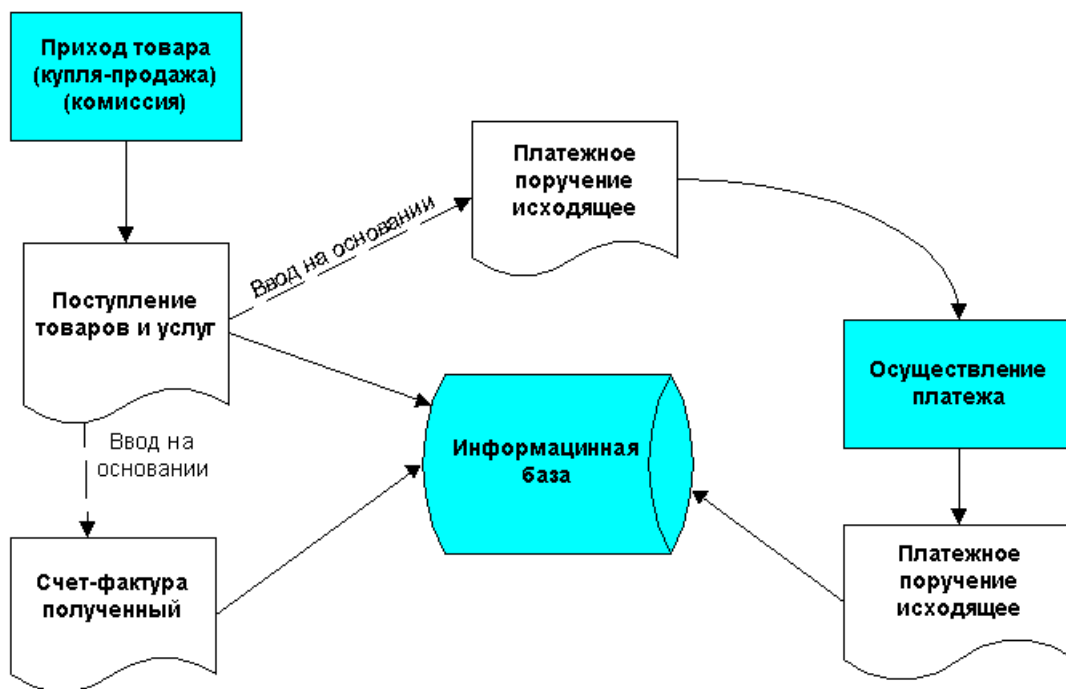 Приход товара
(купля-продажа)
(комиссия)
Платежное
поручение
исходящее
Ввод на основании
Поступление
товаров и услуг
Осуществление
платежа
Ввод на
основании
Информацинная
база
Счет-фактура
полученный
Платежное
поручение
исходящее